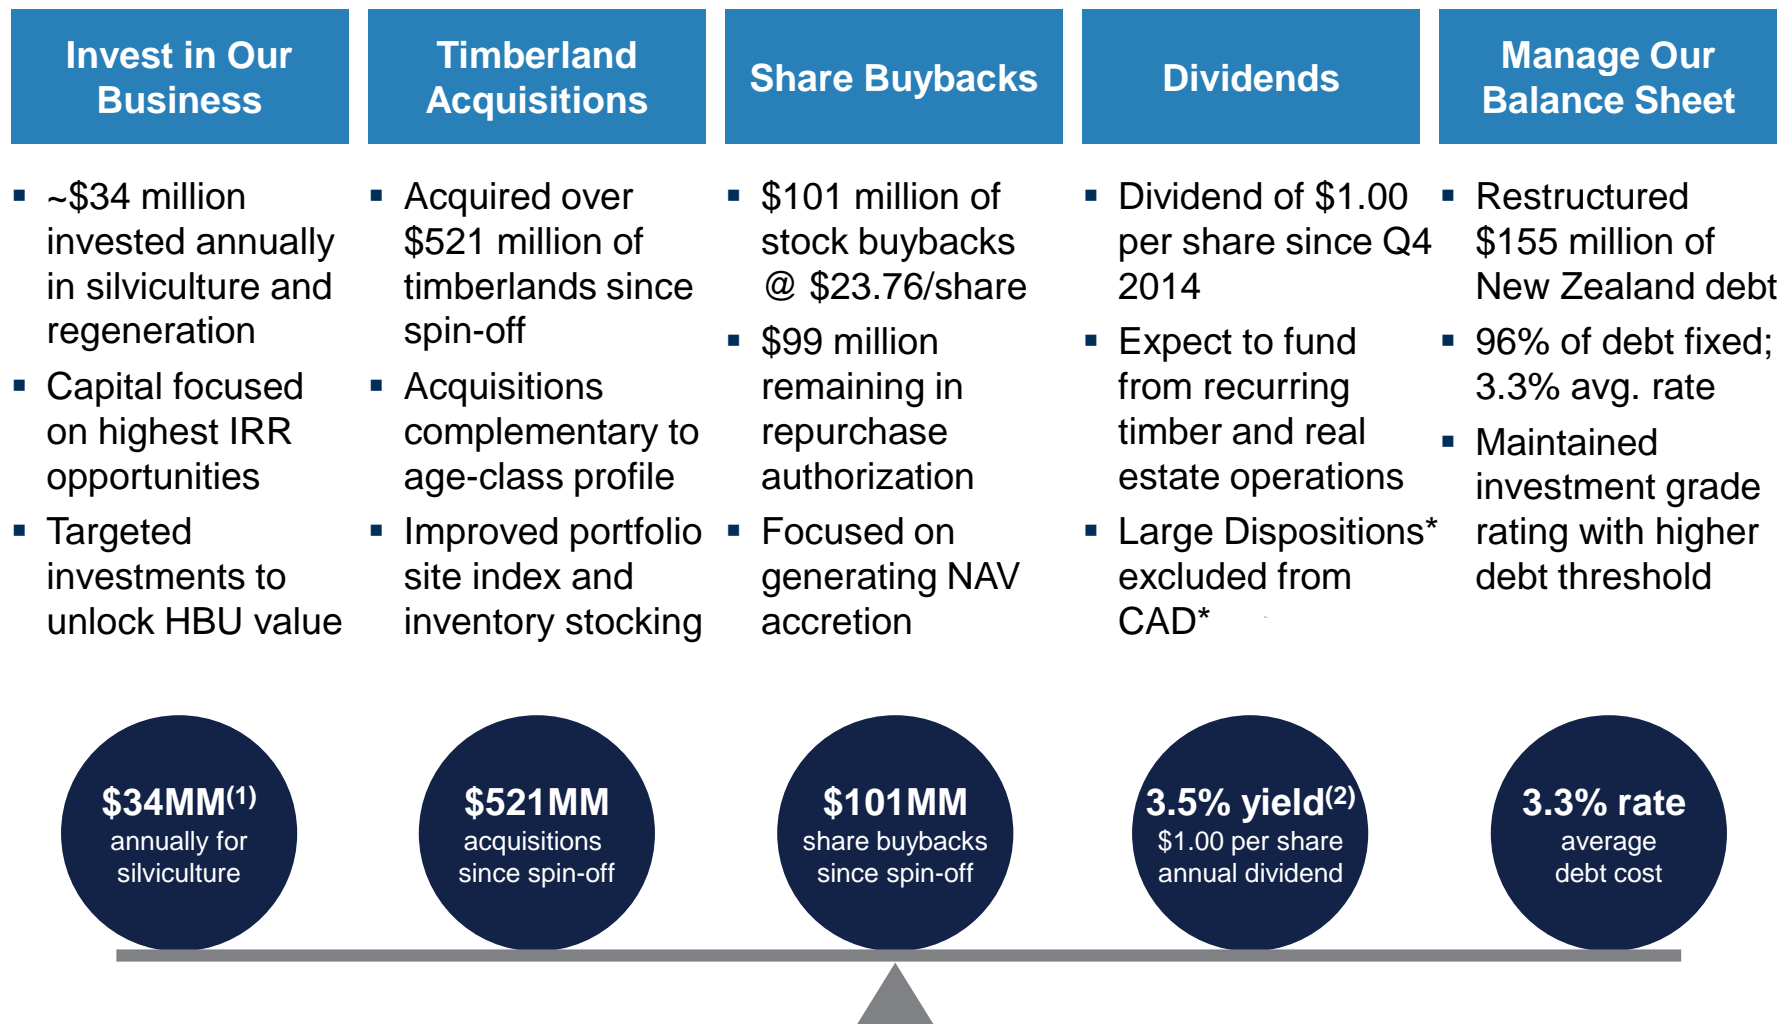 Invest in Our
Business
▪ ~$34 million
invested annually
in silviculture and
regeneration
▪ Capital focused
on highest IRR
opportunities
▪ Targeted
investments to
unlock HBU value
Timberland
Acquisitions
▪ Acquired over
$521 million of
timberlands since
spin-off
▪ Acquisitions
complementary to
age-class profile
▪ Improved portfolio
site index and
inventory stocking
Share Buybacks
▪ $101 million of
stock buybacks
@ $23.76/share
▪ $99 million
remaining in
repurchase
authorization
▪ Focused on
generating NAV
accretion
Dividends
▪ Dividend of $1.00
per share since Q4
2014
▪ Expect to fund
from recurring
timber and real
estate operations
▪ Large Dispositions*
excluded from
CAD*
Manage Our
Balance Sheet
▪ Restructured
$155 million of
New Zealand debt
▪ 96% of debt fixed;
3.3% avg. rate
▪ Maintained
investment grade
rating with higher
debt threshold
$34MM(1)
annually for
silviculture
$521MM
acquisitions
since spin-off
$101MM
share buybacks
since spin-off
3.5% yield(2)
$1.00 per share
annual dividend
3.3% rate
average
debt cost